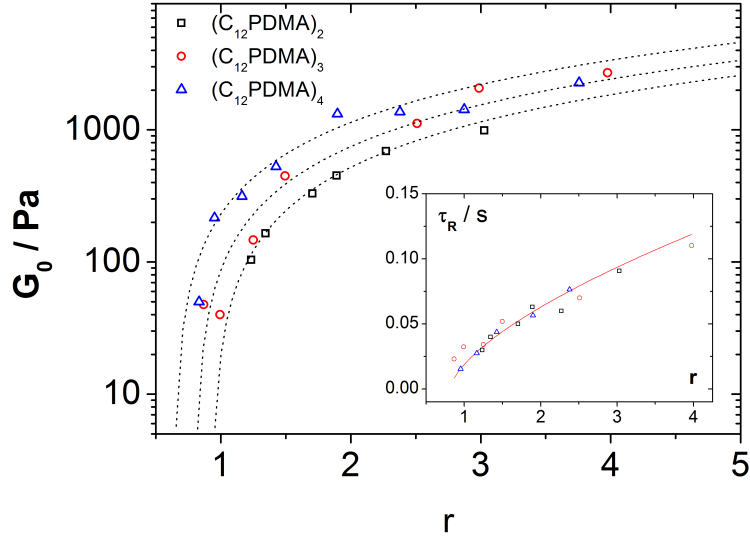 (C₁₂PDMA)₂
(C₁₂PDMA)₃
(C₁₂PDMA)₄
G₀ / Pa
1000
100
10
1 2 3 4 5
r
τ_R / s
0.15
0.10
0.05
0.00
r
1 2 3 4